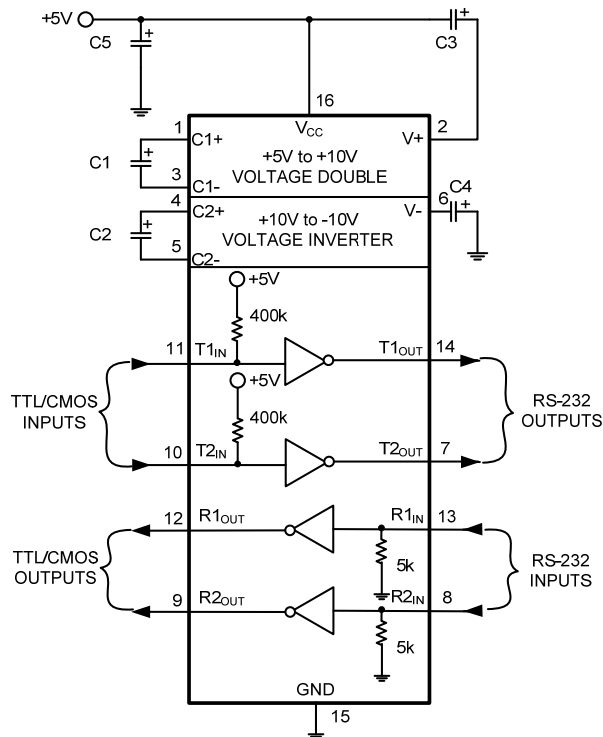 +5V
C5
+
C3
+
16
1
C1+
VCC
V+
2
C1
+
+5V to +10V
VOLTAGE DOUBLE
3
C1-
4
C2+
C4
V-
6
+
C2
+
+10V to -10V
VOLTAGE INVERTER
5
C2-
+5V
400k
11
T1IN
T1OUT
14
+5V
TTL/CMOS
INPUTS
400k
RS-232
OUTPUTS
10
T2IN
T2OUT
7
12
R1OUT
R1IN
13
5k
TTL/CMOS
OUTPUTS
RS-232
INPUTS
9
R2OUT
R2IN
8
5k
GND
15